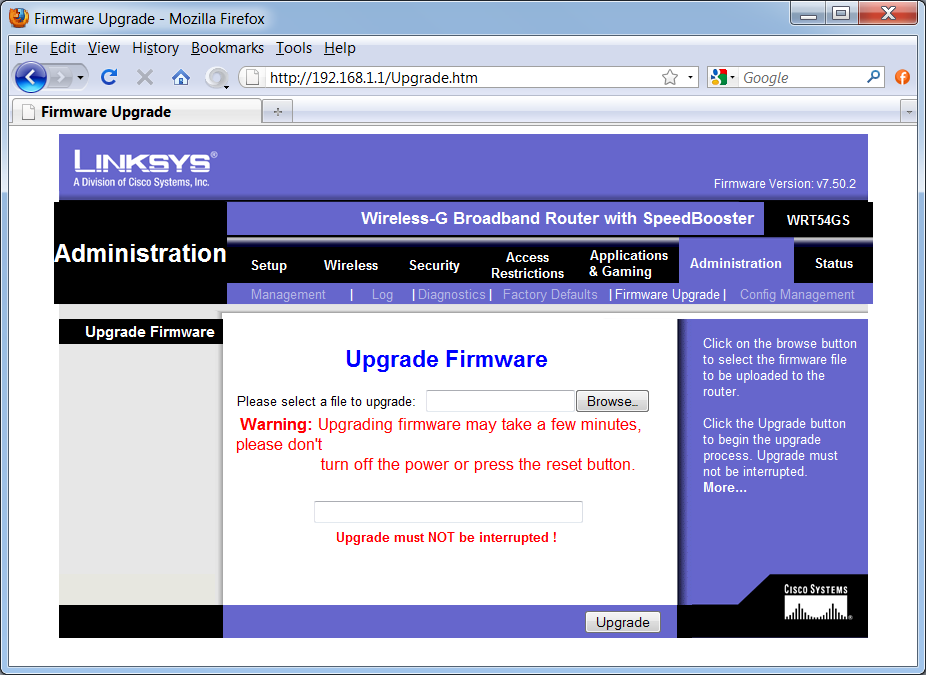 Firmware Upgrade - Mozilla Firefox
File Edit View History Bookmarks Tools Help
http://192.168.1.1/Upgrade.htm
Google
Firmware Upgrade
LINKSYS®
A Division of Cisco Systems, Inc.
Firmware Version: v7.50.2
Wireless-G Broadband Router with SpeedBooster WRT54GS
Administration
Setup Wireless Security Access Restrictions Applications & Gaming Administration Status
Management | Log | Diagnostics | Factory Defaults | Firmware Upgrade | Config Management
Upgrade Firmware
Upgrade Firmware
Please select a file to upgrade: Browse...
Warning: Upgrading firmware may take a few minutes,
please don't
turn off the power or press the reset button.
Upgrade must NOT be interrupted !
Click on the browse button
to select the firmware file
to be uploaded to the
router.
Click the Upgrade button
to begin the upgrade
process. Upgrade must
not be interrupted.
More...
CISCO SYSTEMS
Upgrade